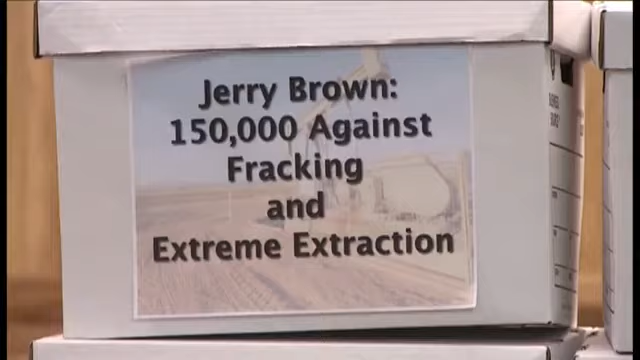 Jerry Brown:
150,000 Against
Fracking
and
Extreme Extraction